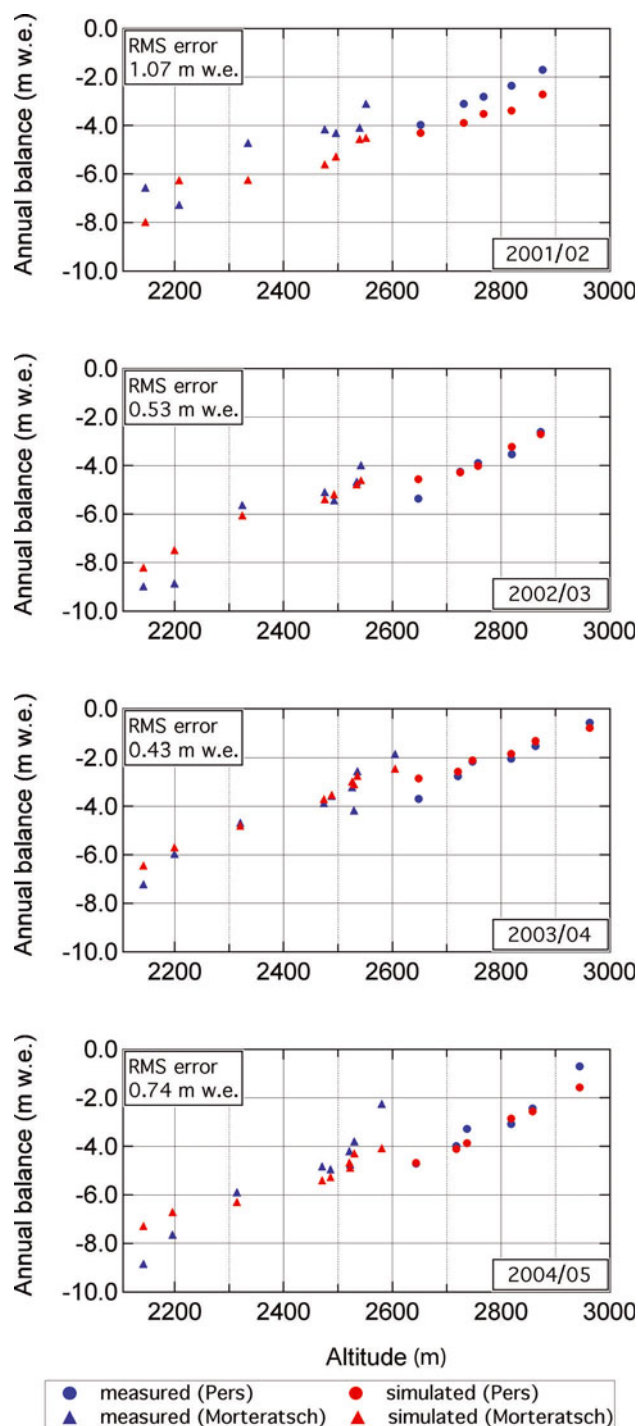 0.0
-2.0
-4.0
-6.0
-8.0
-10.0
Annual balance (m w.e.)
RMS error
1.07 m w.e.
2001/02
2200 2400 2600 2800 3000
0.0
-2.0
-4.0
-6.0
-8.0
-10.0
Annual balance (m w.e.)
RMS error
0.53 m w.e.
2002/03
2200 2400 2600 2800 3000
0.0
-2.0
-4.0
-6.0
-8.0
-10.0
Annual balance (m w.e.)
RMS error
0.43 m w.e.
2003/04
2200 2400 2600 2800 3000
0.0
-2.0
-4.0
-6.0
-8.0
-10.0
Annual balance (m w.e.)
RMS error
0.74 m w.e.
2004/05
2200 2400 2600 2800 3000
Altitude (m)
measured (Pers) simulated (Pers)
measured (Morteratsch) simulated (Morteratsch)